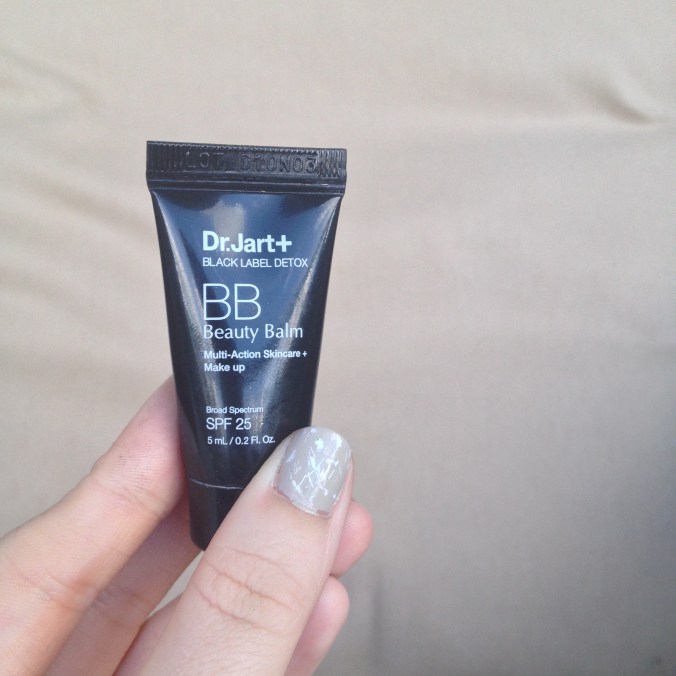 Dr.Jart+
BLACK LABEL DETOX
BB
Beauty Balm
Multi-Action Skincare +
Make up
Broad Spectrum
SPF 25
5 mL / 0.2 Fl. Oz.